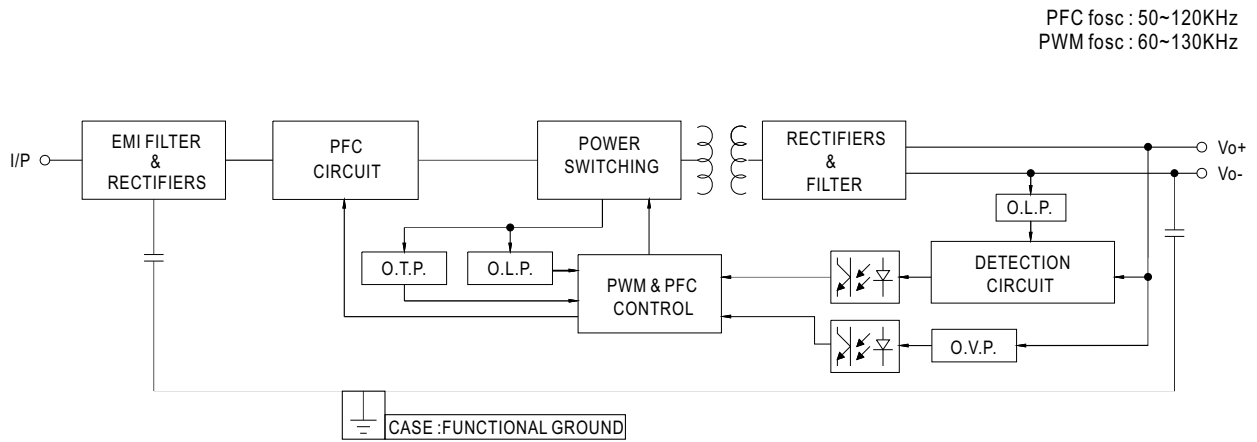 PFC fosc : 50~120KHz
PWM fosc : 60~130KHz
I/P
EMI FILTER
&
RECTIFIERS
PFC
CIRCUIT
POWER
SWITCHING
RECTIFIERS
&
FILTER
Vo+
Vo-
O.L.P.
O.T.P.
O.L.P.
PWM & PFC
CONTROL
DETECTION
CIRCUIT
O.V.P.
CASE :FUNCTIONAL GROUND